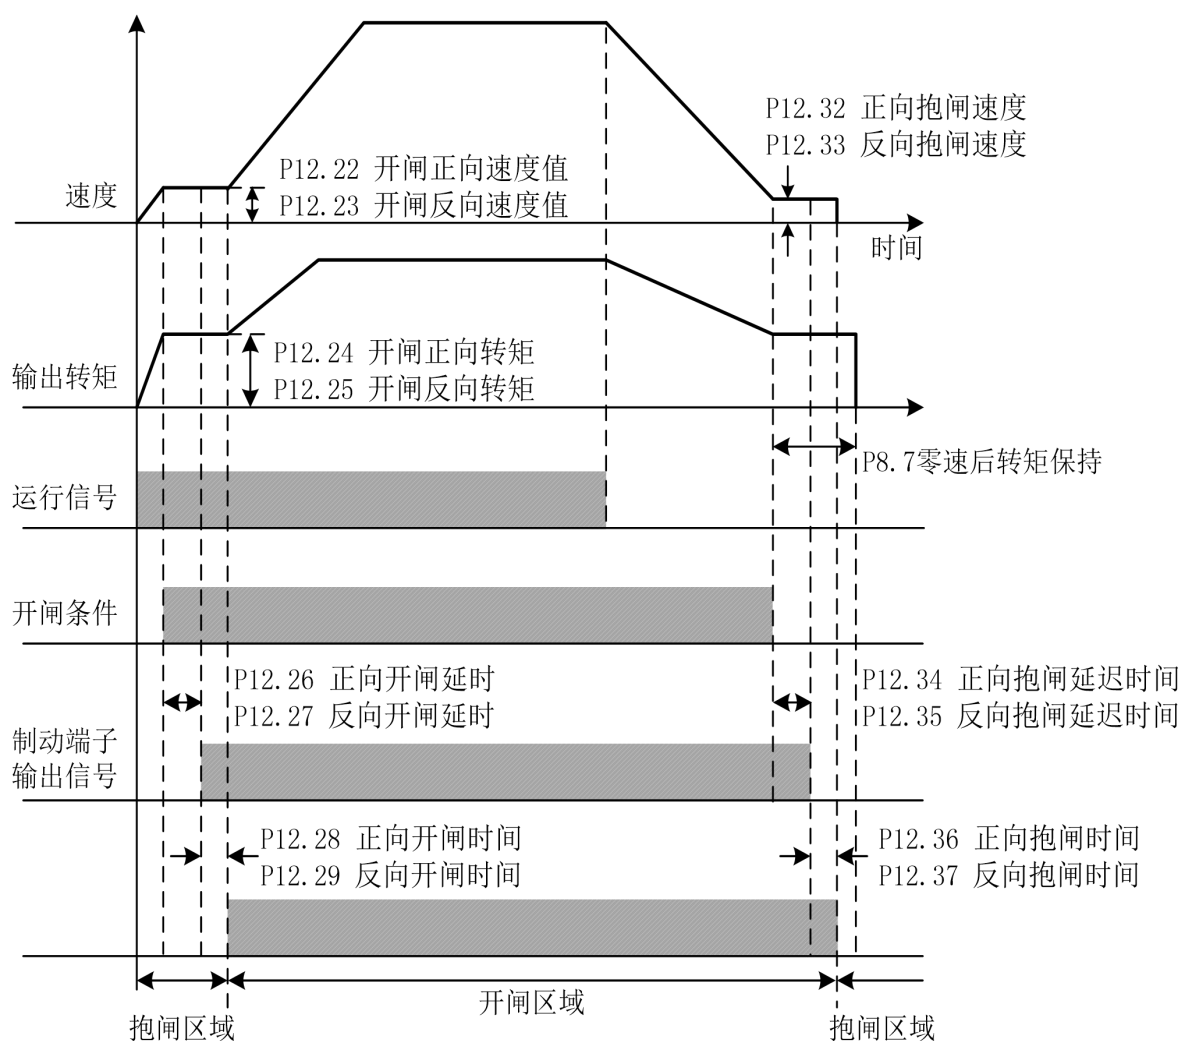 P12.32 正向抱闸速度
P12.33 反向抱闸速度
P12.22 开闸正向速度值
P12.23 开闸反向速度值
速度
时间
P12.24 开闸正向转矩
P12.25 开闸反向转矩
输出转矩
P8.7零速后转矩保持
运行信号
开闸条件
P12.26 正向开闸延时
P12.27 反向开闸延时
P12.34 正向抱闸延迟时间
P12.35 反向抱闸延迟时间
制动端子
输出信号
P12.28 正向开闸时间
P12.29 反向开闸时间
P12.36 正向抱闸时间
P12.37 反向抱闸时间
开闸区域
抱闸区域
抱闸区域